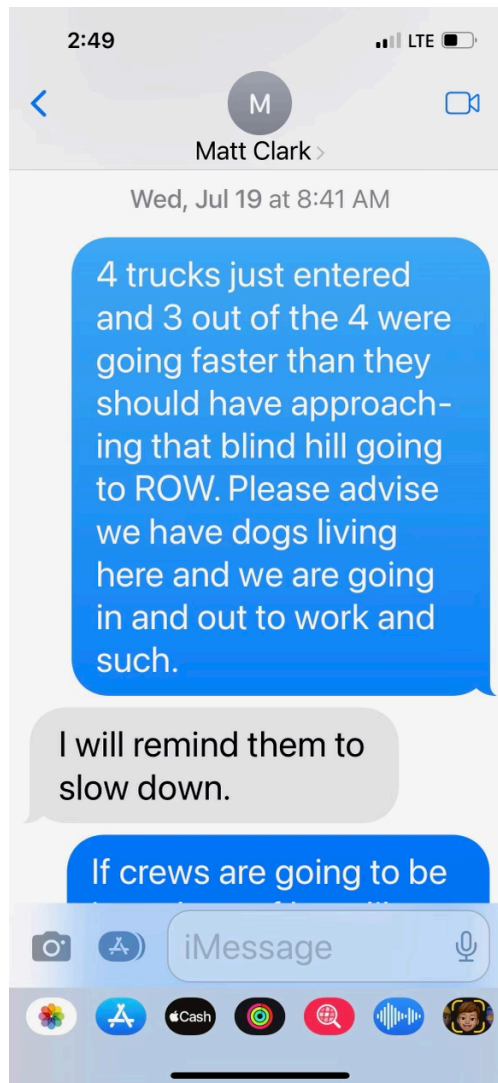 2:49
LTE
M
Matt Clark
Wed, Jul 19 at 8:41 AM
4 trucks just entered
and 3 out of the 4 were
going faster than they
should have approach-
ing that blind hill going
to ROW. Please advise
we have dogs living
here and we are going
in and out to work and
such.
I will remind them to
slow down.
If crews are going to be
iMessage
Cash